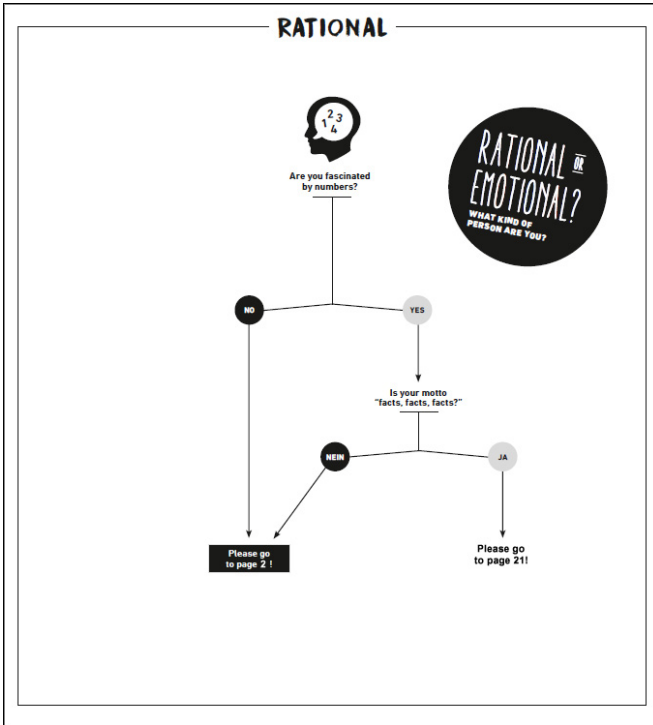 RATIONAL
1 2 3
4
Are you fascinated
by numbers?
RATIONAL OR
EMOTIONAL?
WHAT KIND OF
PERSON ARE YOU?
NO
YES
Is your motto
"facts, facts, facts?"
NEIN
JA
Please go
to page 2 !
Please go
to page 21!